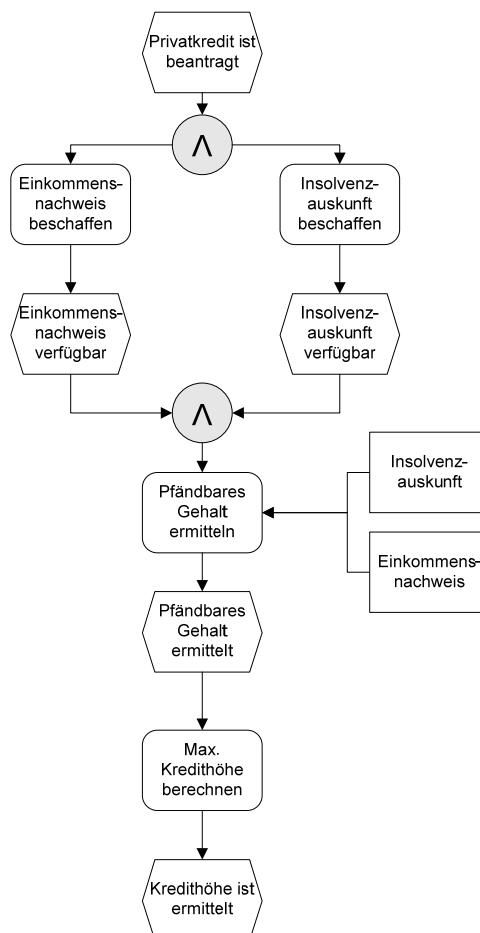 Privatkredit ist
beantragt
Λ
Einkommens-
nachweis
beschaffen
Insolvenz-
auskunft
beschaffen
Einkommens-
nachweis
verfügbar
Insolvenz-
auskunft
verfügbar
Λ
Pfändbares
Gehalt
ermitteln
Insolvenz-
auskunft
Einkommens-
nachweis
Pfändbares
Gehalt
ermittelt
Max.
Kredithöhe
berechnen
Kredithöhe ist
ermittelt